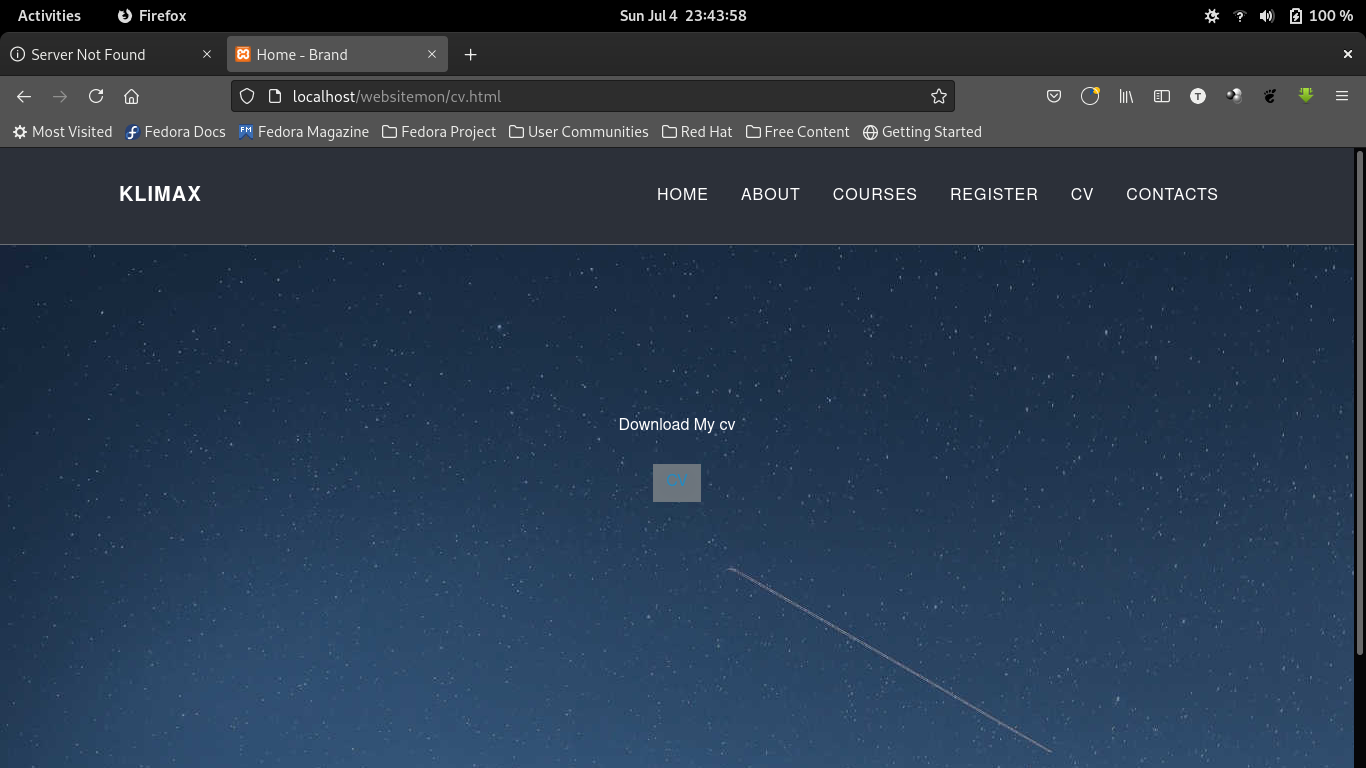 Activities Firefox Sun Jul 4 23:43:58 100 %
Server Not Found Home - Brand
localhost/websitemon/cv.html T
Most Visited Fedora Docs FM Fedora Magazine Fedora Project User Communities Red Hat Free Content Getting Started
KLIMAX HOME ABOUT COURSES REGISTER CV CONTACTS
Download My cv
CV